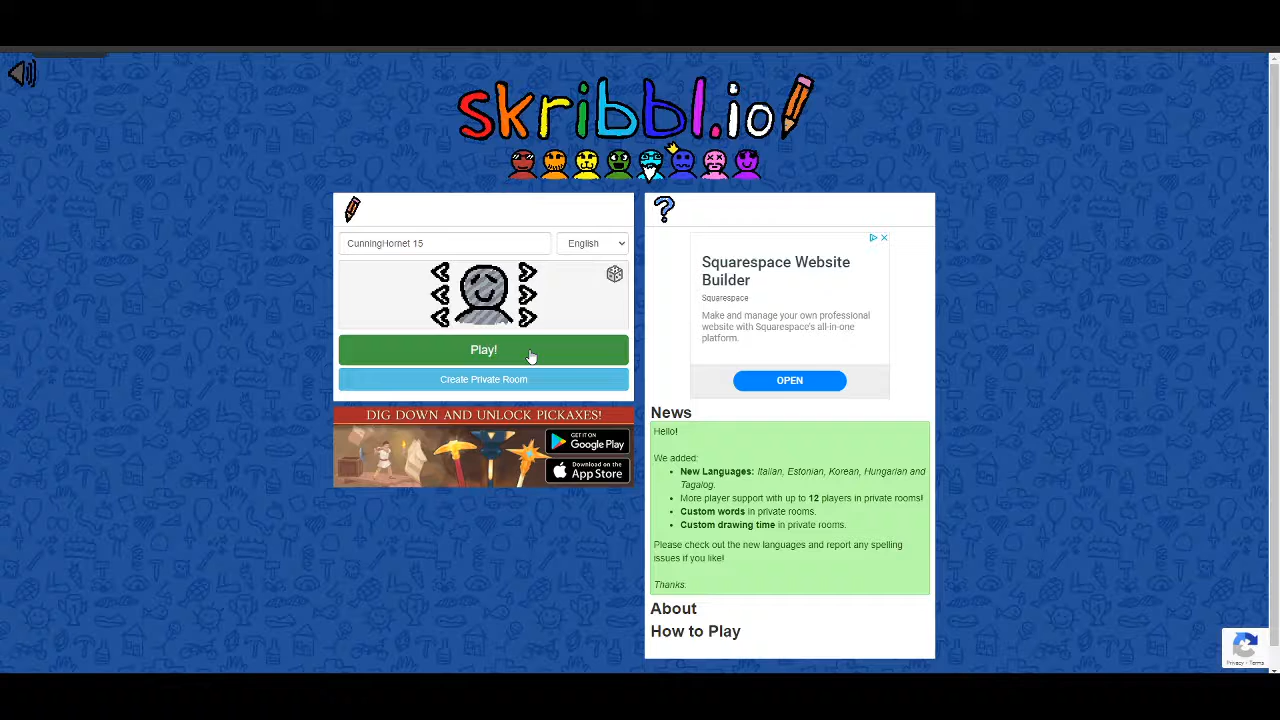 skribbl.io
CunningHornet 15
English
Play!
Create Private Room
DIG DOWN AND UNLOCK PICKAXES!
GET IT ON
Google Play
Download on the
App Store
?
Squarespace Website
Builder
Squarespace
Make and manage your own professional
website with Squarespace's all-in-one
platform.
OPEN
News
Hello!
We added:
• New Languages: Italian, Estonian, Korean, Hungarian and
Tagalog.
• More player support with up to 12 players in private rooms!
• Custom words in private rooms.
• Custom drawing time in private rooms.
Please check out the new languages and report any spelling
issues if you like!
Thanks.
About
How to Play
Privacy - Terms